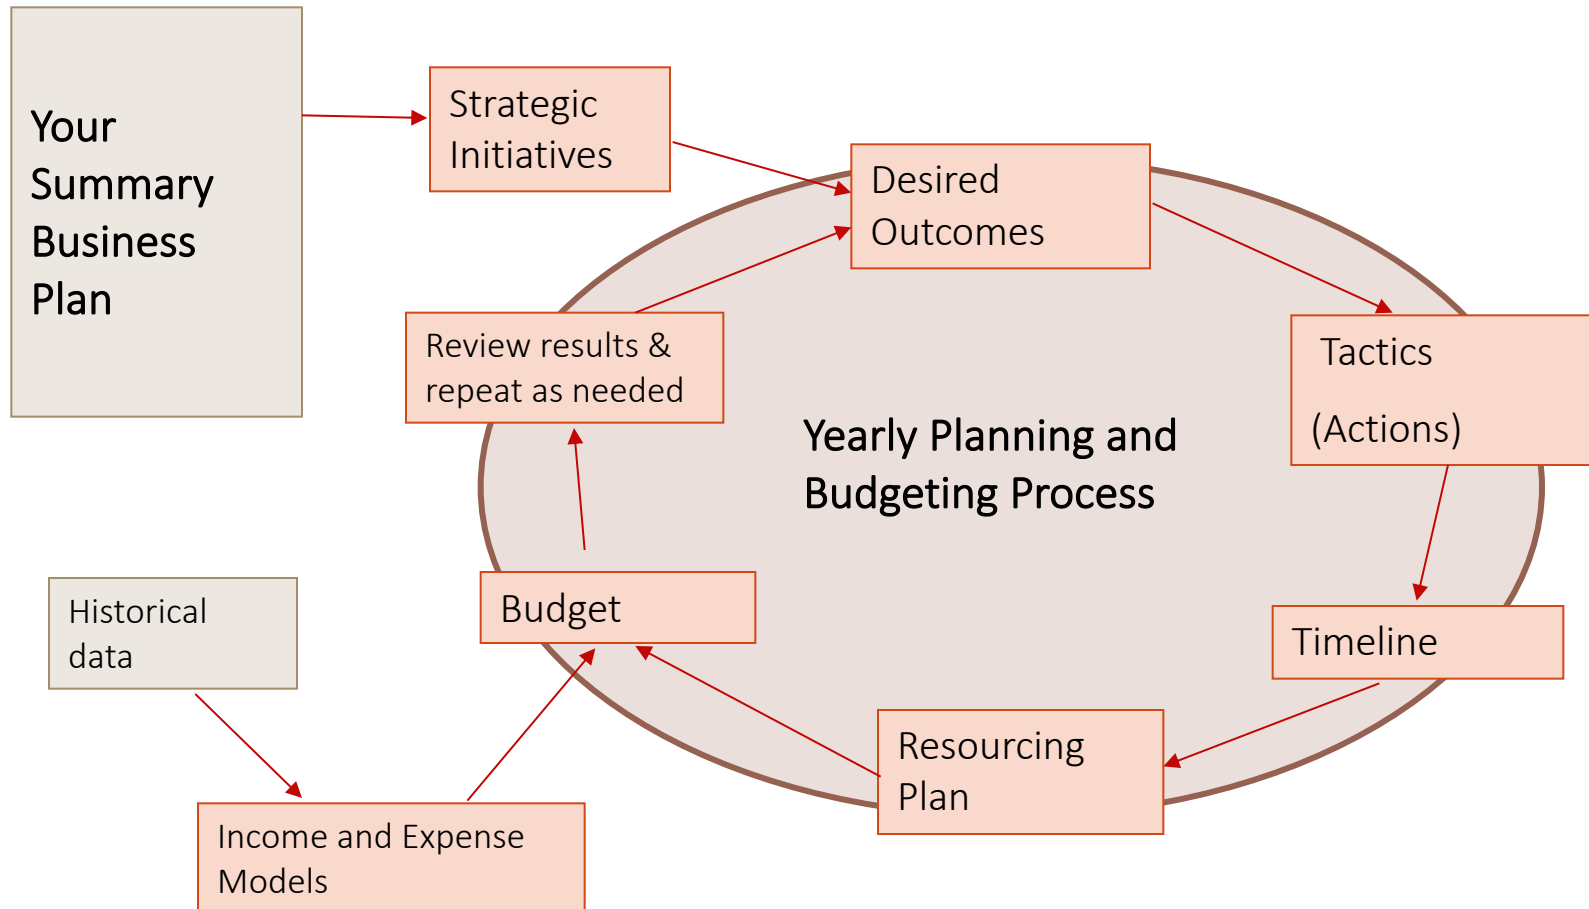 Your
Summary
Business
Plan
Strategic
Initiatives
Desired
Outcomes
Tactics
(Actions)
Timeline
Resourcing
Plan
Budget
Review results &
repeat as needed
Yearly Planning and
Budgeting Process
Historical
data
Income and Expense
Models